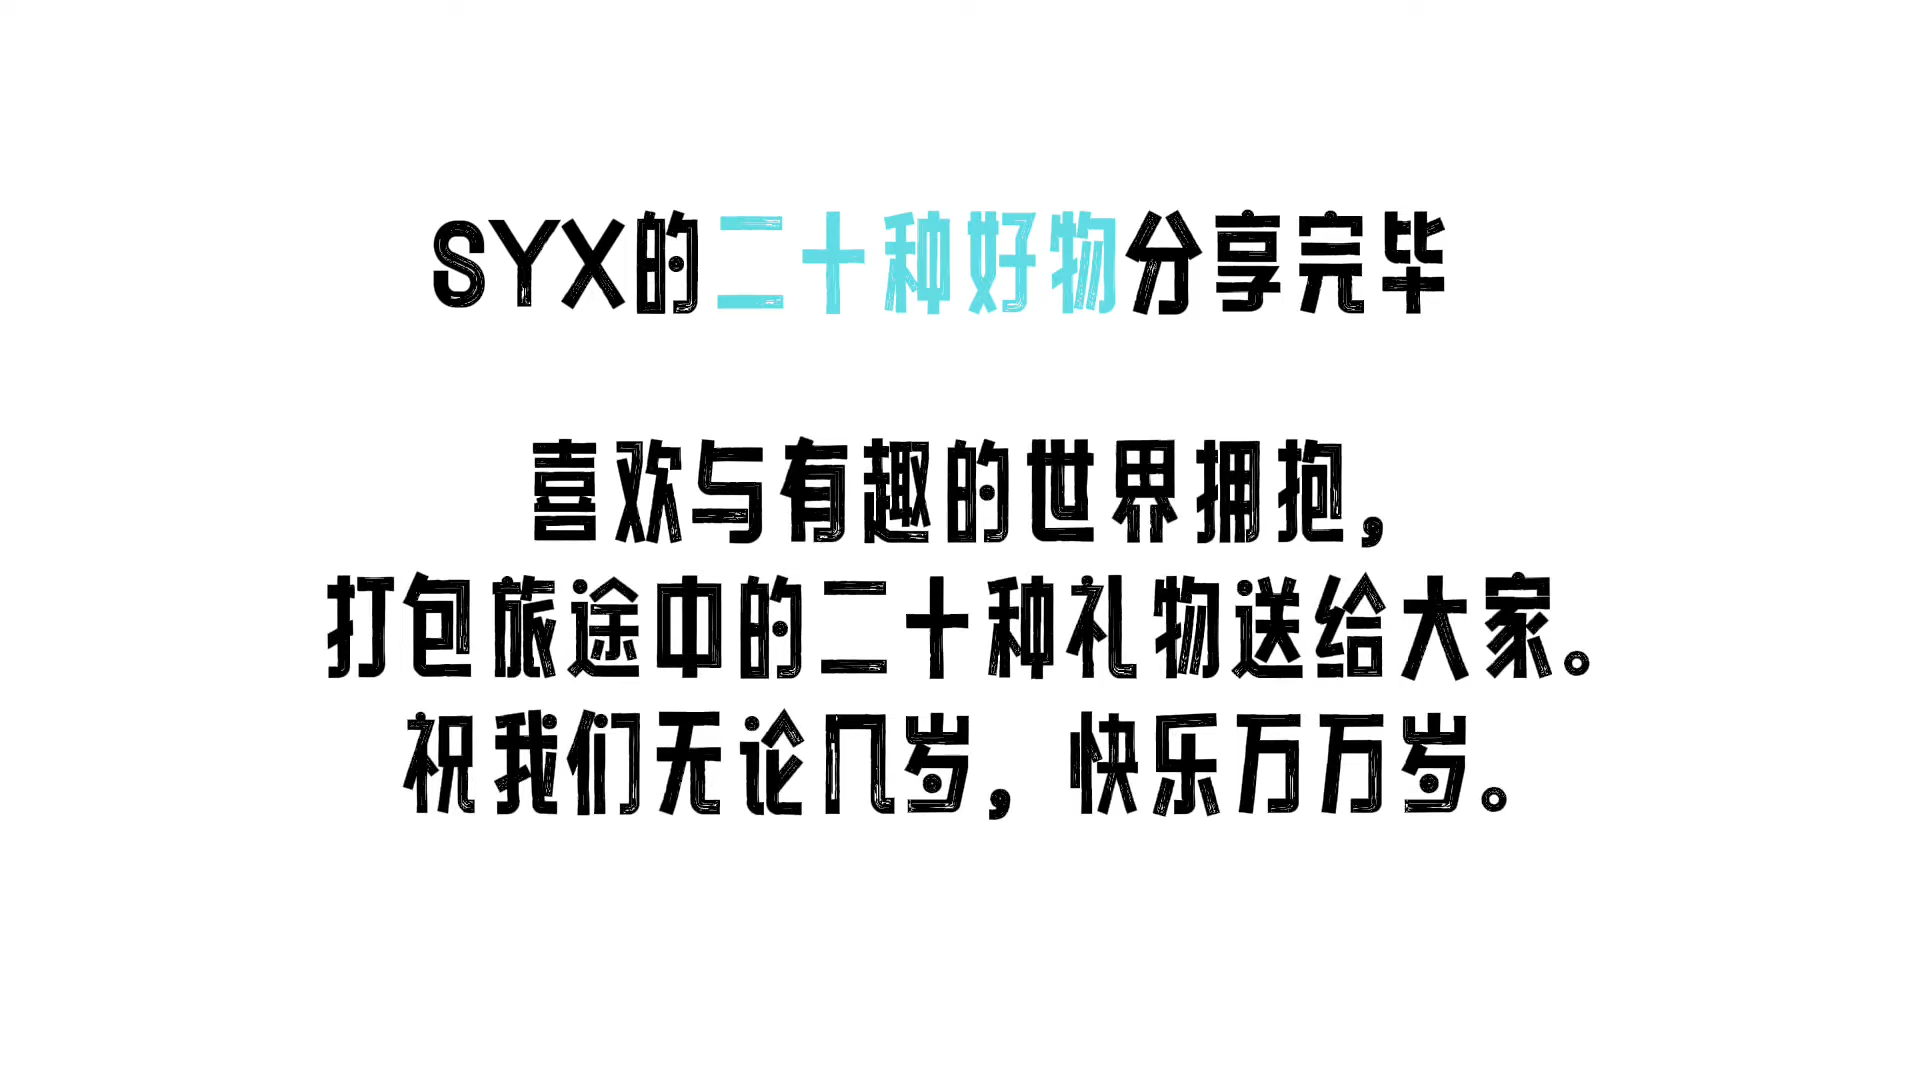 SYX的二十种好物分享完毕
喜欢与有趣的世界拥抱，
打包旅途中的二十种礼物送给大家。
祝我们无论几岁，快乐万万岁。